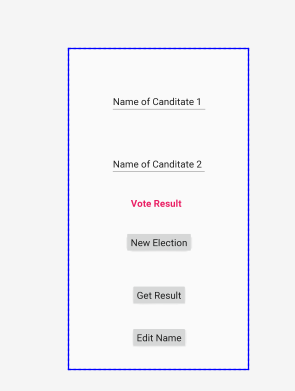 Name of Canditate 1
Name of Canditate 2
Vote Result
New Election
Get Result
Edit Name